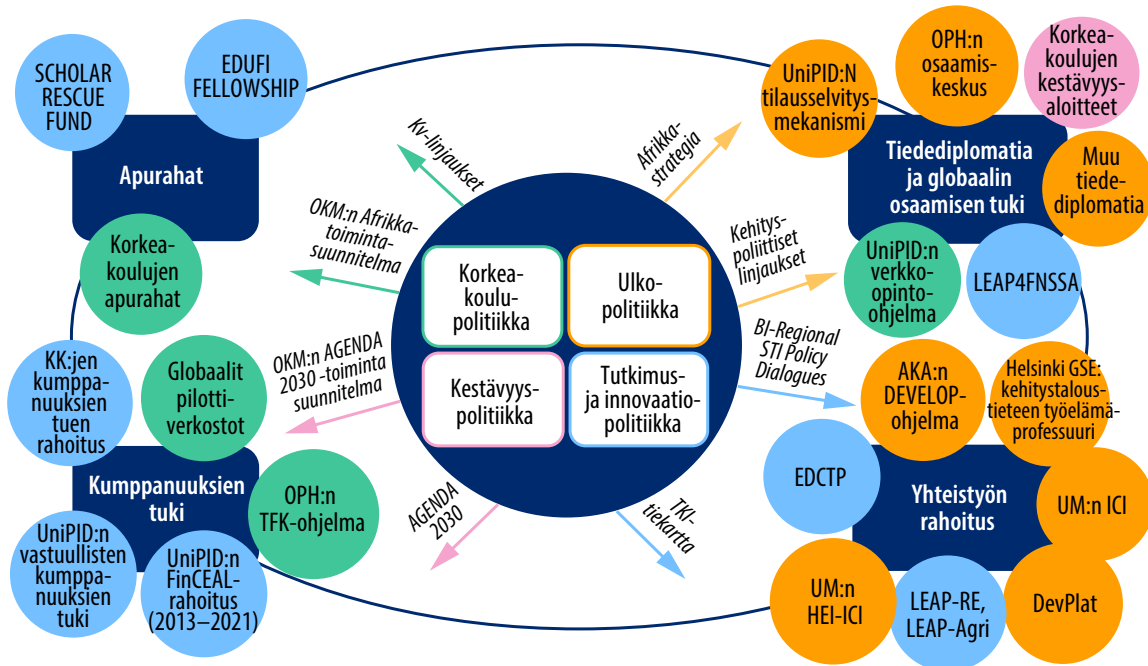 SCHOLAR
RESCUE
FUND
EDUFI
FELLOWSHIP
Apurahat
Korkea-
koulujen
apurahat
KK:jen
kumppa-
nuuksien
tuen
rahoitus
Globaalit
pilotti-
verkostot
Kumppanuuksien
tuki
OPH:n
TFK-ohjelma
UniPID:n
vastuullisten
kumppa-
nuuksien
tuki
UniPID:n
FinCEAL-
rahoitus
(2013–2021)
Kv-linjaukset
OKM:n Afrikka-
toiminta-
suunnitelma
OKM:n AGENDA
2030 -toiminta
suunnitelma
AGENDA
2030
Korkea-
koulu-
politiikka
Ulko-
politiikka
Kestävyys-
politiikka
Tutkimus-
ja innovaatio-
politiikka
Afrikka-
strategia
Kehitys-
poliittiset
linjaukset
BI-Regional
STI Policy
Dialogues
TKI-
tiekartta
UniPID:N
tilausselvitys-
mekanismi
OPH:n
osaamis-
keskus
Korkea-
koulujen
kestävyys-
aloitteet
Tiedediplomatia
ja globaalin
osaamisen tuki
Muu
tiede-
diplomatia
UniPID:n
verkko-
opinto-
ohjelma
LEAP4FNSSA
AKA:n
DEVELOP-
ohjelma
Helsinki GSE:
kehitystalous-
tieteen työelämä-
professuuri
EDCTP
Yhteistyön
rahoitus
UM:n ICI
UM:n
HEI-ICI
LEAP-RE,
LEAP-Agri
DevPlat